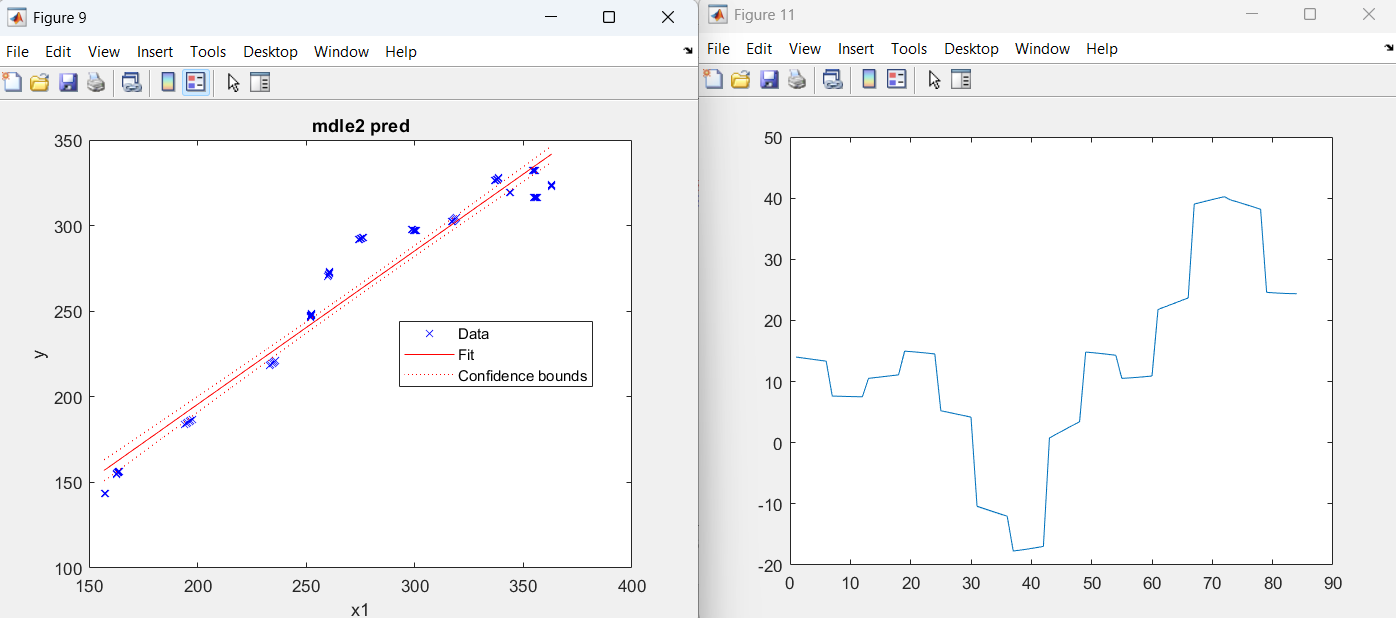 Figure 9
File Edit View Insert Tools Desktop Window Help
mdle2 pred
350
300
250
200
150
100
y
Data
Fit
Confidence bounds
150 200 250 300 350 400
x1
Figure 11
File Edit View Insert Tools Desktop Window Help
50
40
30
20
10
0
-10
-20
0 10 20 30 40 50 60 70 80 90